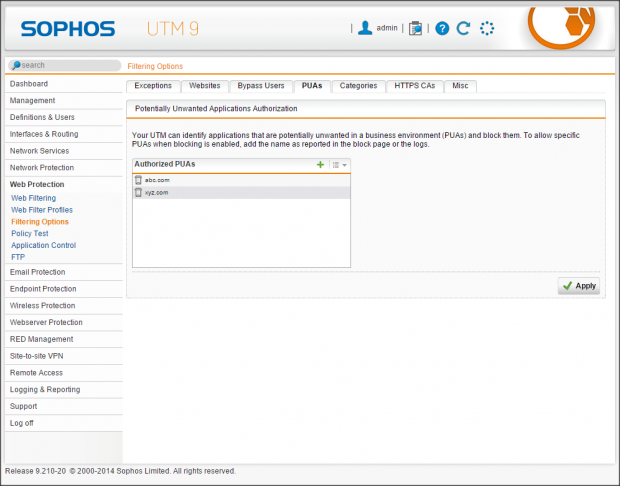 SOPHOS UTM 9
| admin | | ?
search
Filtering Options
Dashboard
Management
Definitions & Users
Interfaces & Routing
Network Services
Network Protection
Web Protection
Web Filtering
Web Filter Profiles
Filtering Options
Policy Test
Application Control
FTP
Email Protection
Endpoint Protection
Wireless Protection
Webserver Protection
RED Management
Site-to-site VPN
Remote Access
Logging & Reporting
Support
Log off
Exceptions Websites Bypass Users PUAs Categories HTTPS CAs Misc
Potentially Unwanted Applications Authorization
Your UTM can identify applications that are potentially unwanted in a business environment (PUAs) and block them. To allow specific
PUAs when blocking is enabled, add the name as reported in the block page or the logs.
Authorized PUAs
abc.com
xyz.com
Apply
Release 9.210-20 © 2000-2014 Sophos Limited. All rights reserved.